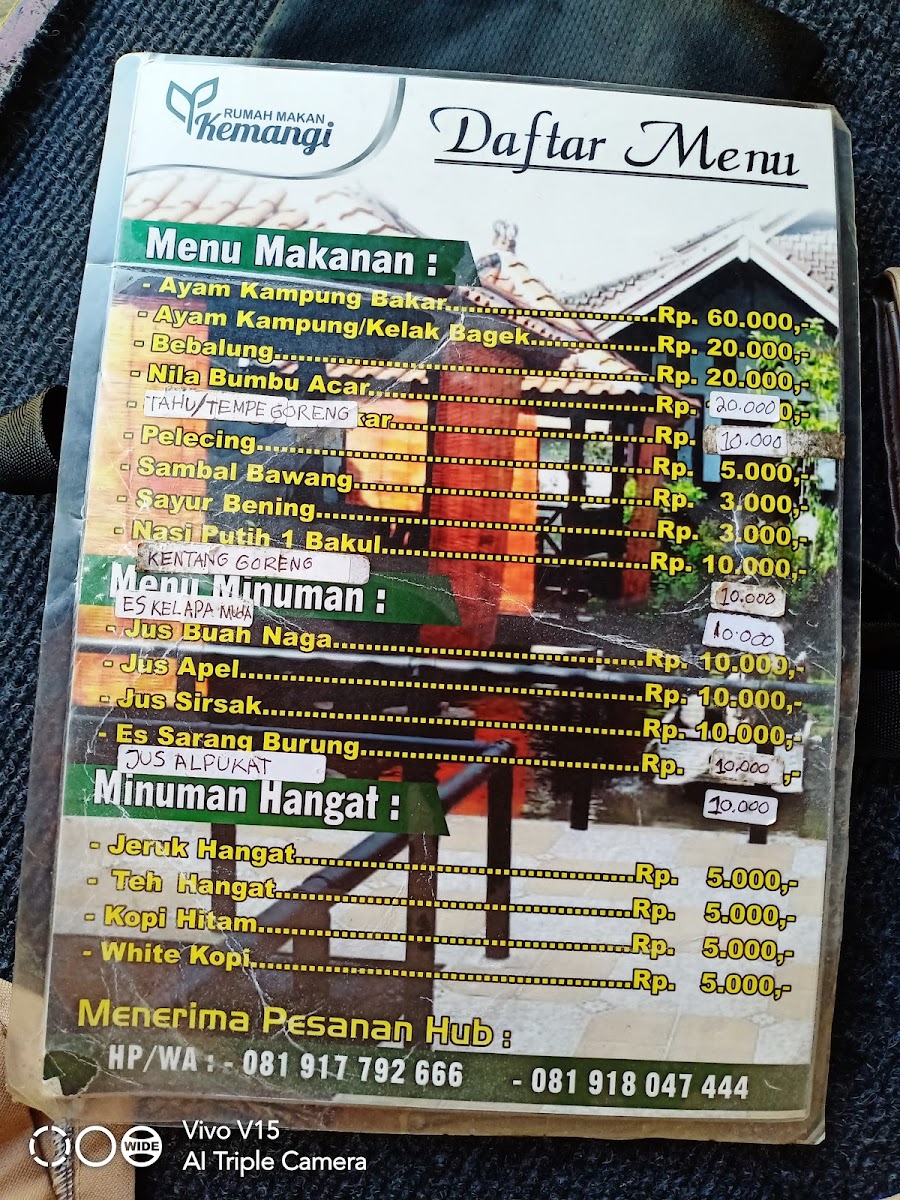 RUMAH MAKAN
Kemangi
Daftar Menu
Menu Makanan :
- Ayam Kampung Bakar......Rp. 60.000,-
- Ayam Kampung/Kelak Bagek......Rp. 20.000,-
- Bebalung......Rp. 20.000,-
- Nila Bumbu Acar......Rp. 20.000 0,-
- TAHU/TEMPE GORENG kar......Rp. 10.000
- Pelecing......Rp. 5.000,-
- Sambal Bawang......Rp. 3.000,-
- Sayur Bening......Rp. 3.000,-
- Nasi Putih 1 Bakul......Rp. 10.000,-
KENTANG GORENG 10.000
Menu Minuman :
ES KELAPA MUDA 10.000
- Jus Buah Naga......Rp. 10.000,-
- Jus Apel......Rp. 10.000,-
- Jus Sirsak......Rp. 10.000,-
- Es Sarang Burung......Rp. 10.000 ,-
JUS ALPUKAT 10.000
Minuman Hangat :
- Jeruk Hangat......Rp. 5.000,-
- Teh Hangat......Rp. 5.000,-
- Kopi Hitam......Rp. 5.000,-
- White Kopi......Rp. 5.000,-
Menerima Pesanan Hub :
HP/WA : - 081 917 792 666 - 081 918 047 444
WIDE
Vivo V15
AI Triple Camera